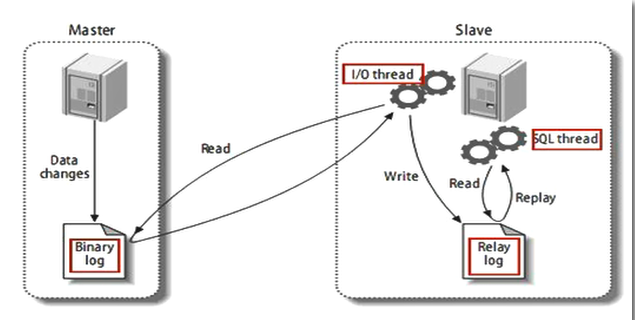 Master
Slave
I/O thread
SQL thread
Data
changes
Read
Write
Read
Replay
Binary
log
Relay
log